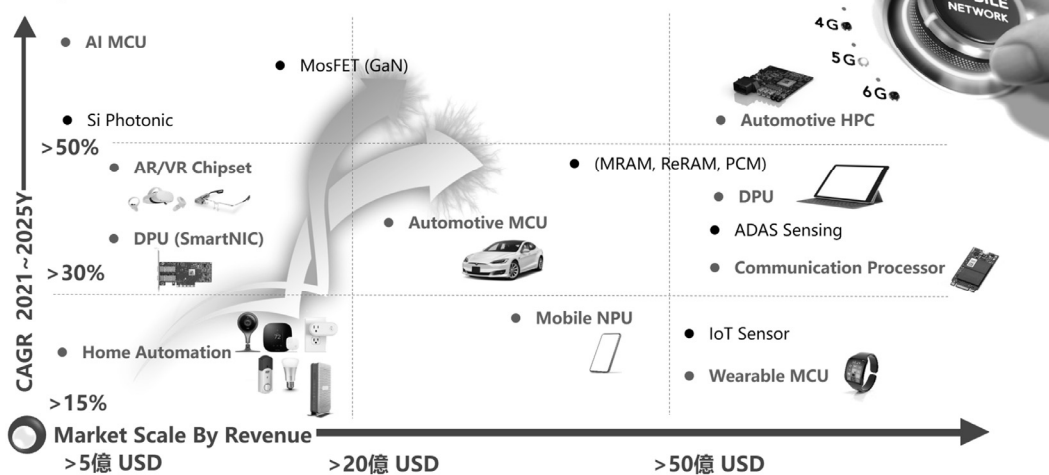 BILE
NETWORK
4G
5G
6G
AI MCU
MosFET (GaN)
Si Photonic
Automotive HPC
>50%
AR/VR Chipset
(MRAM, ReRAM, PCM)
DPU
Automotive MCU
ADAS Sensing
DPU (SmartNIC)
Communication Processor
>30%
Mobile NPU
IoT Sensor
Home Automation
Wearable MCU
>15%
CAGR 2021~2025Y
Market Scale By Revenue
>5億 USD
>20億 USD
>50億 USD